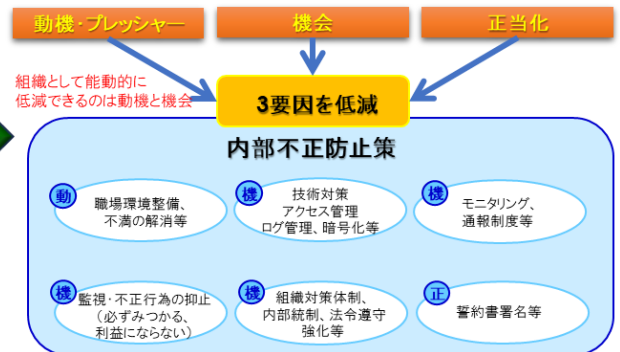 動機・プレッシャー
機会
正当化
組織として能動的に
低減できるのは動機と機会
3要因を低減
内部不正防止策
動
職場環境整備、
不満の解消等
機
技術対策
アクセス管理
ログ管理、暗号化等
機
モニタリング、
通報制度等
機
監視・不正行為の抑止
(必ずみつかる、
利益にならない)
機
組織対策体制、
内部統制、法令遵守
強化等
正
誓約書署名等